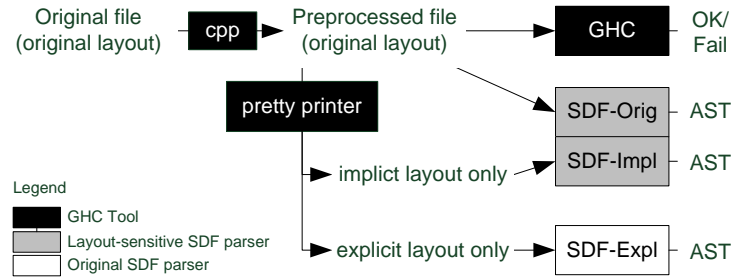 Original file
(original layout)
cpp
Preprocessed file
(original layout)
GHC
OK/
Fail
pretty printer
SDF-Orig
AST
implict layout only
SDF-Impl
AST
explicit layout only
SDF-Expl
AST
Legend
GHC Tool
Layout-sensitive SDF parser
Original SDF parser